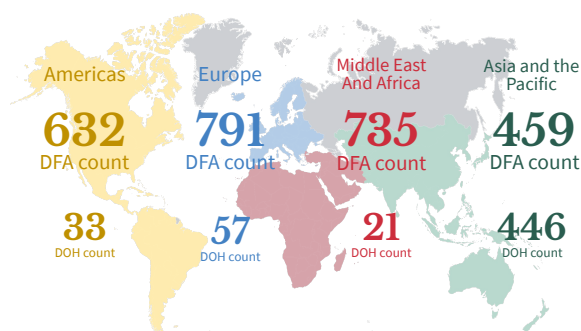 Americas
632
DFA count
33
DOH count
Europe
791
DFA count
57
DOH count
Middle East
And Africa
735
DFA count
21
DOH count
Asia and the
Pacific
459
DFA count
446
DOH count